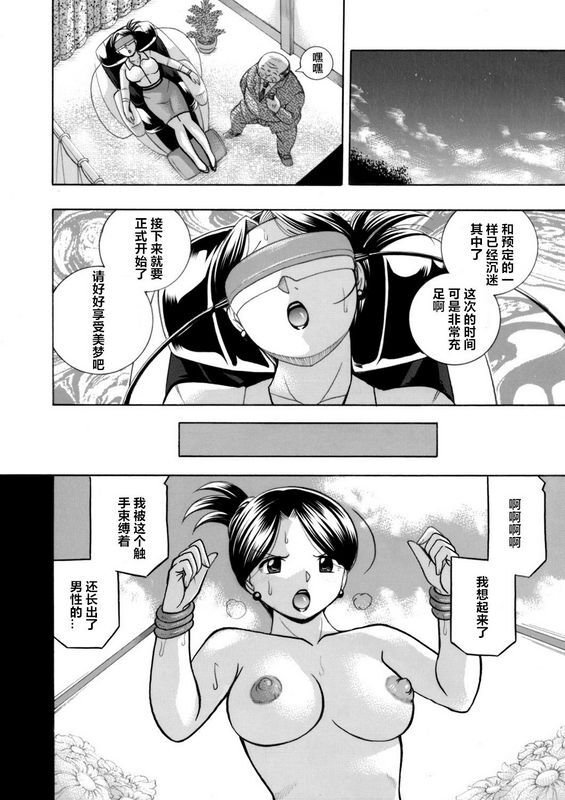 嘿嘿
和预定的一
样已经沉迷
其中了
这次的时间
可是非常充
足啊
接下来就要
正式开始了
请好好享受美梦吧
啊啊啊啊
我想起来了
我被这个触
手束缚着
还长出了
男性的…